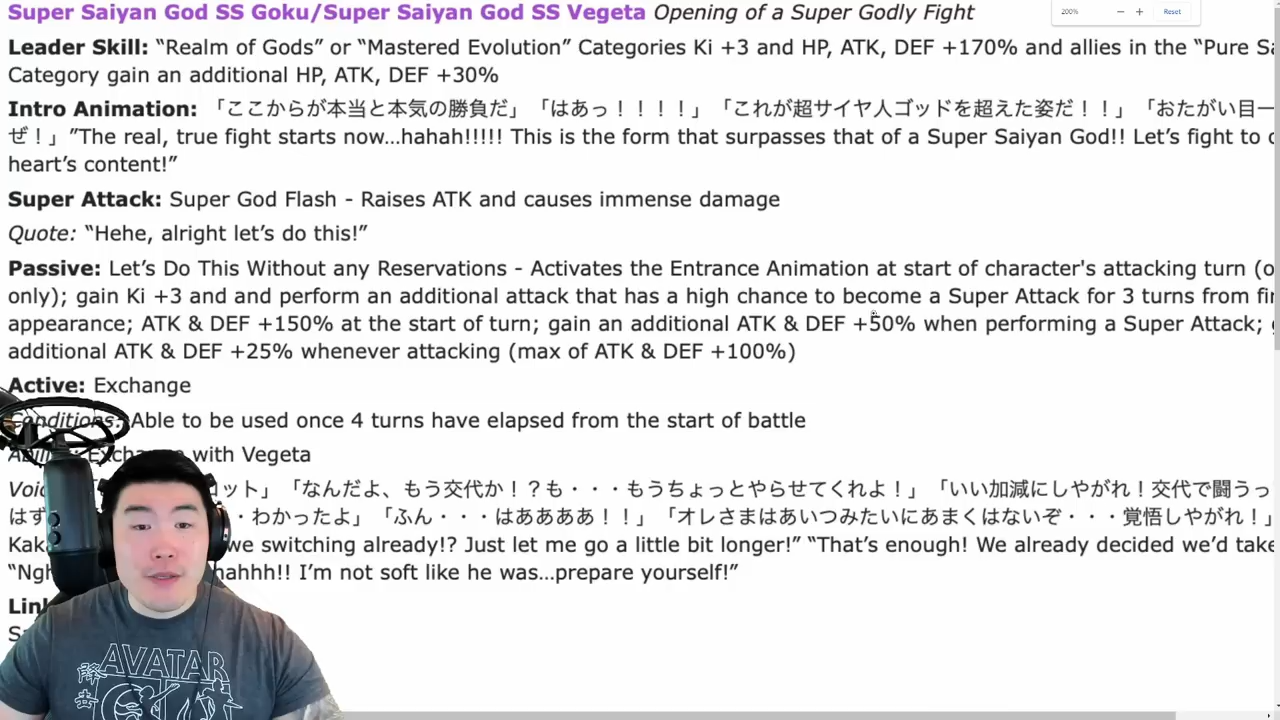 Super Saiyan God SS Goku/Super Saiyan God SS Vegeta Opening of a Super Godly Fight
200%
Reset
Leader Skill: “Realm of Gods” or “Mastered Evolution” Categories Ki +3 and HP, ATK, DEF +170% and allies in the “Pure Sa
Category gain an additional HP, ATK, DEF +30%
Intro Animation: 「ここからが本当と本気の勝負だ」「はあっ！！！！」「これが超サイヤ人ゴッドを超えた姿だ！！」「おたがい目一
ぜ！」”The real, true fight starts now…hahah!!!!! This is the form that surpasses that of a Super Saiyan God!! Let’s fight to o
heart’s content!”
Super Attack: Super God Flash - Raises ATK and causes immense damage
Quote: “Hehe, alright let’s do this!”
Passive: Let’s Do This Without any Reservations - Activates the Entrance Animation at start of character's attacking turn (o
only); gain Ki +3 and and perform an additional attack that has a high chance to become a Super Attack for 3 turns from fir
appearance; ATK & DEF +150% at the start of turn; gain an additional ATK & DEF +50% when performing a Super Attack; g
additional ATK & DEF +25% whenever attacking (max of ATK & DEF +100%)
Active: Exchange
Conditions: Able to be used once 4 turns have elapsed from the start of battle
Exchange with Vegeta
ット」「なんだよ、もう交代か！？も・・・もうちょっとやらせてくれよ！」「いい加減にしやがれ！交代で闘うっ
はず ・わかったよ」「ふん・・・はああああ！！」「オレさまはあいつみたいにあまくはないぞ・・・覚悟しやがれ！」
Kak we switching already!? Just let me go a little bit longer!” “That’s enough! We already decided we’d take
“Ngh hahhh!! I’m not soft like he was…prepare yourself!”
Lin
AVATAR
降
去